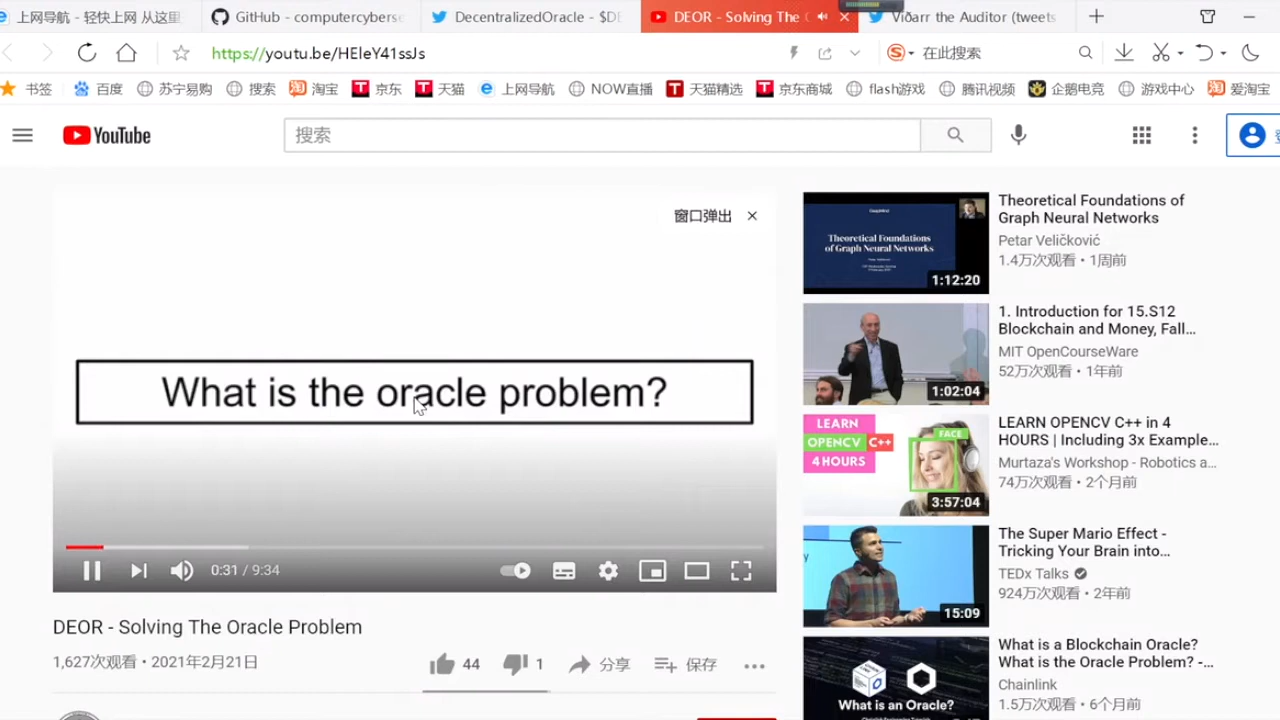 上网导航 - 轻快上网 从这里
GitHub - computercyberse
DecentralizedOracle - $DE
DEOR - Solving The
Viðarr the Auditor (tweets
https://youtu.be/HEleY41ssJs
在此搜索
书签 百度 苏宁易购 搜索 淘宝 京东 天猫 上网导航 NOW直播 天猫精选 京东商城 flash游戏 腾讯视频 企鹅电竞 游戏中心 爱淘宝
YouTube
搜索
窗口弹出
What is the oracle problem?
0:31 / 9:34
DEOR - Solving The Oracle Problem
1,627次观看 • 2021年2月21日
44
1
分享
保存
Theoretical Foundations
of Graph Neural Networks
1:12:20
Theoretical Foundations of
Graph Neural Networks
Petar Veličković
1.4万次观看 • 1周前
1:02:04
1. Introduction for 15.S12
Blockchain and Money, Fall...
MIT OpenCourseWare
52万次观看 • 1年前
LEARN
OPENCV C++
4 HOURS
FACE
3:57:04
LEARN OPENCV C++ in 4
HOURS | Including 3x Example...
Murtaza's Workshop - Robotics a...
74万次观看 • 2个月前
15:09
The Super Mario Effect -
Tricking Your Brain into...
TEDx Talks
924万次观看 • 2年前
What is an Oracle?
What is a Blockchain Oracle?
What is the Oracle Problem? -...
Chainlink
1.5万次观看 • 6个月前